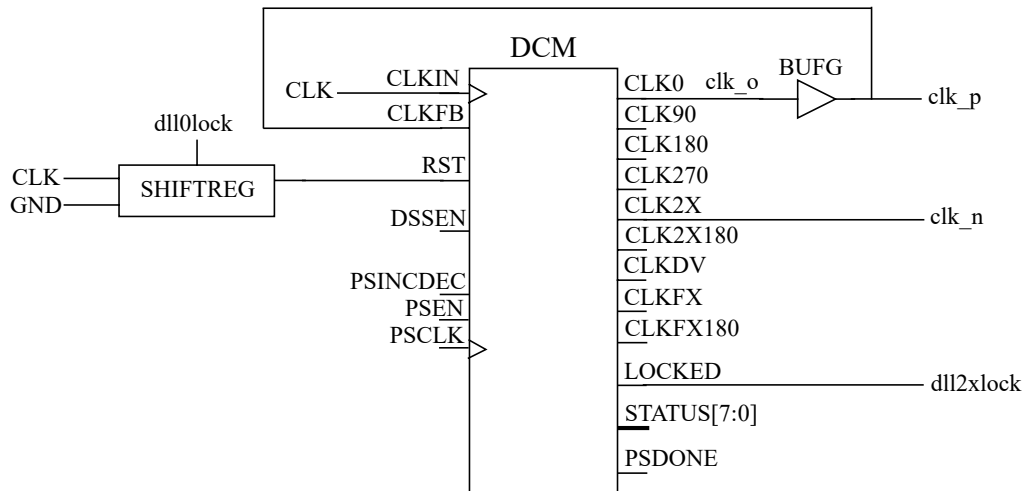 DCM
BUFG
CLKIN
CLK
CLKFB
CLK0
clk_o
clk_p
CLK90
dll0lock
CLK180
RST
CLK
CLK270
SHIFTREG
GND
CLK2X
clk_n
DSSEN
CLK2X180
CLKDV
PSINCDEC
CLKFX
PSEN
CLKFX180
PSCLK
LOCKED
dll2xlock
STATUS[7:0]
PSDONE